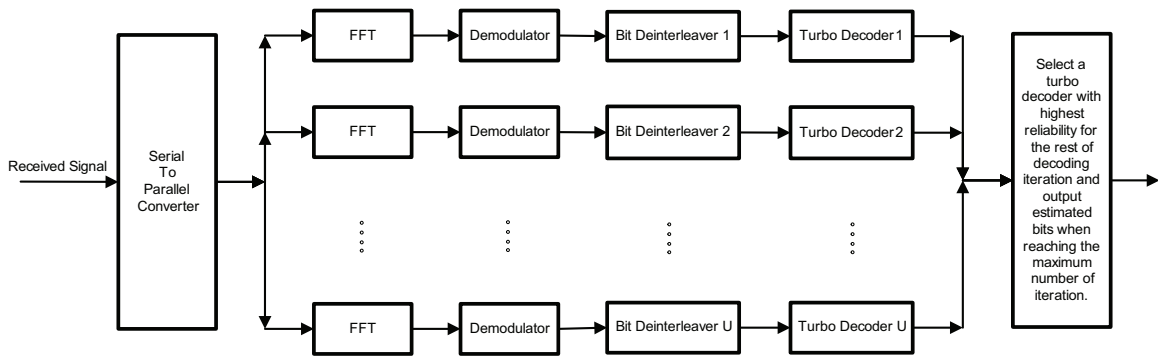 Received Signal
Serial
To
Parallel
Converter
FFT
Demodulator
Bit Deinterleaver 1
Turbo Decoder1
FFT
Demodulator
Bit Deinterleaver 2
Turbo Decoder2
FFT
Demodulator
Bit Deinterleaver U
Turbo Decoder U
Select a
turbo
decoder with
highest
reliability for
the rest of
decoding
iteration and
output
estimated
bits when
reaching the
maximum
number of
iteration.